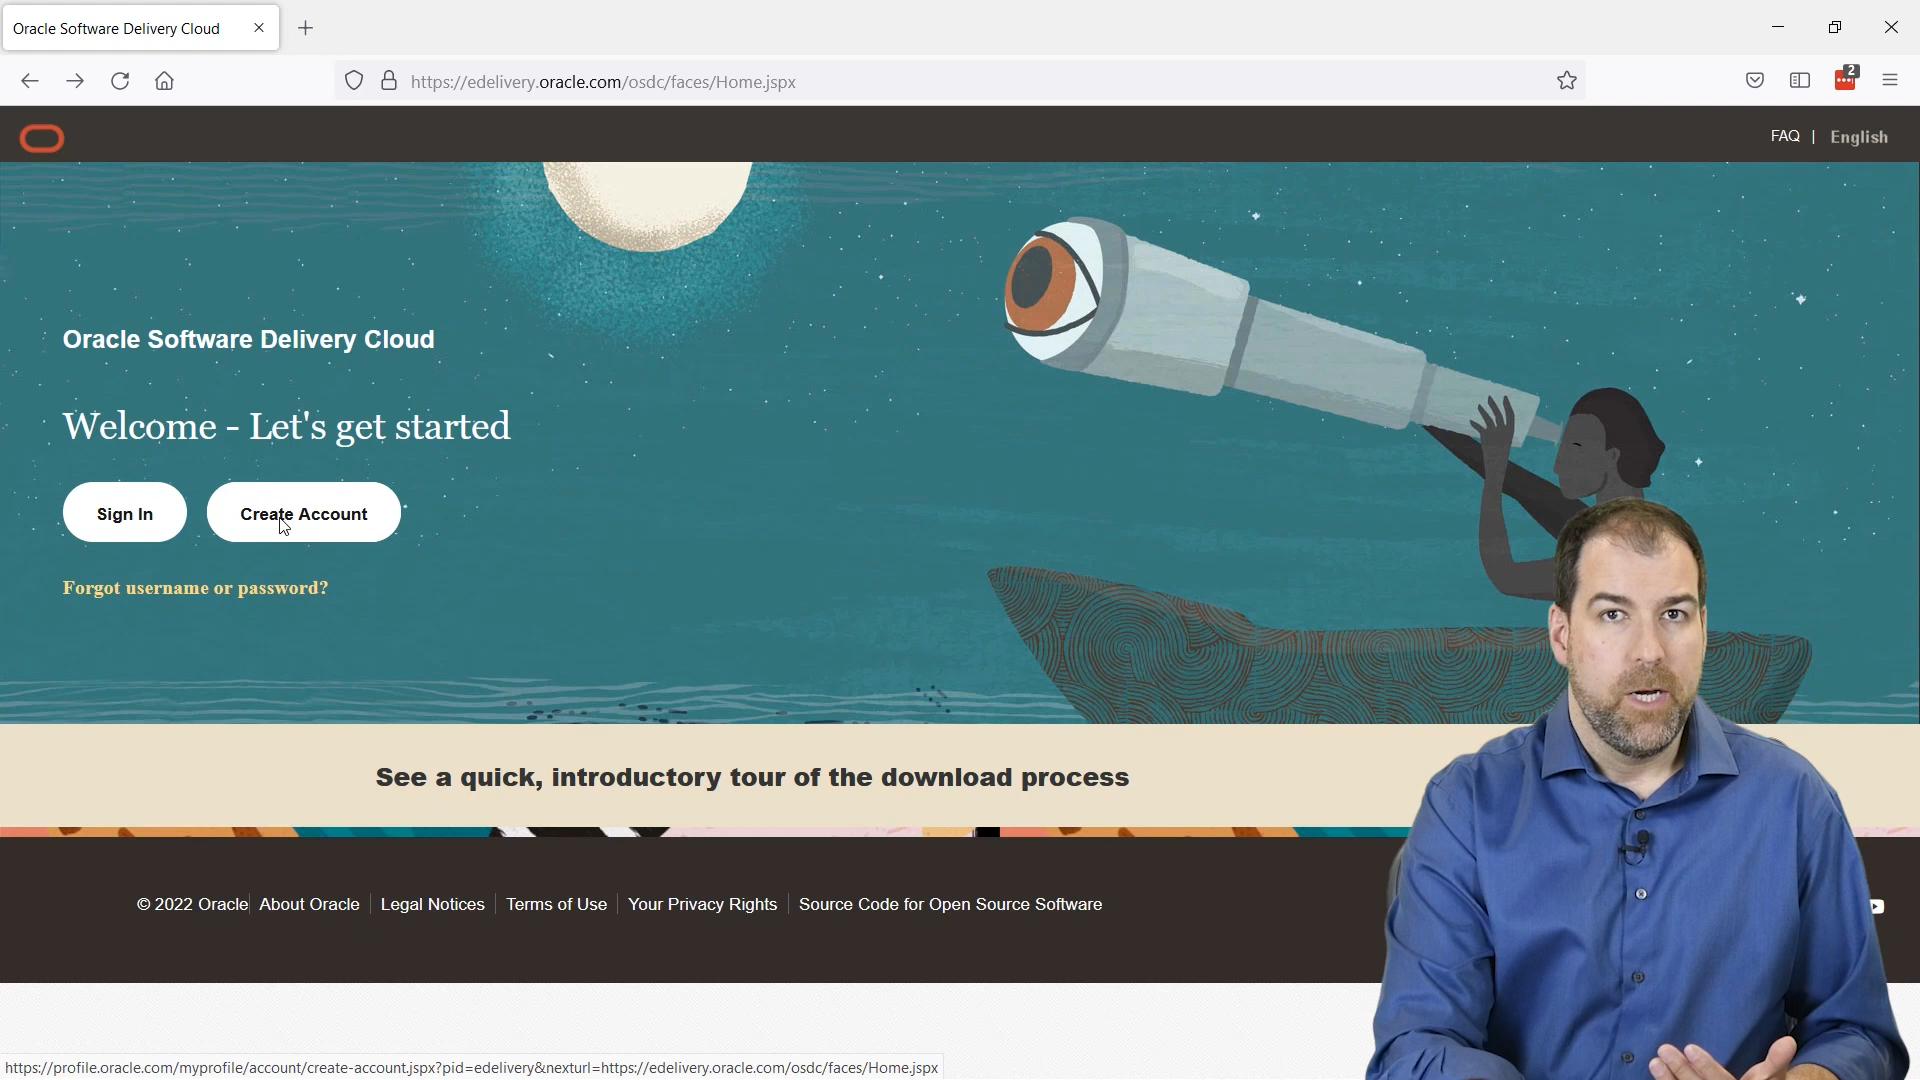 Oracle Software Delivery Cloud
2
https://edelivery.oracle.com/osdc/faces/Home.jspx
FAQ | English
Oracle Software Delivery Cloud
Welcome - Let's get started
Sign In
Create Account
Forgot username or password?
See a quick, introductory tour of the download process
© 2022 Oracle
About Oracle
Legal Notices
Terms of Use
Your Privacy Rights
Source Code for Open Source Software
https://profile.oracle.com/myprofile/account/create-account.jspx?pid=edelivery&nexturl=https://edelivery.oracle.com/osdc/faces/Home.jspx